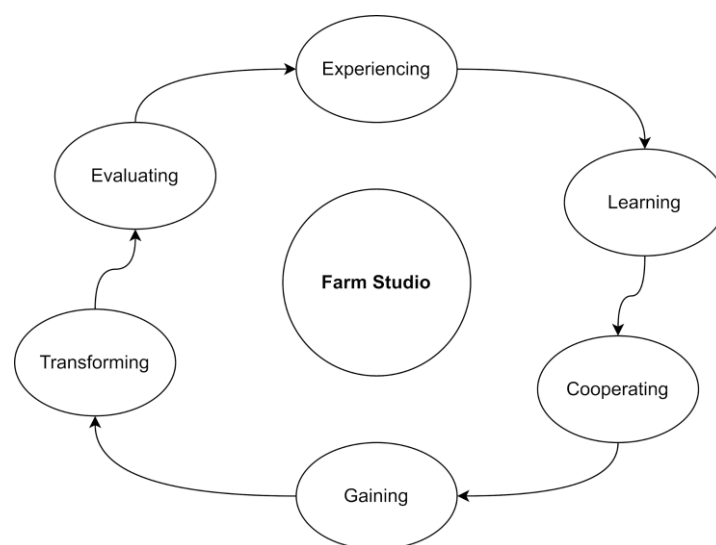 Experiencing
Evaluating
Learning
Farm Studio
Transforming
Cooperating
Gaining